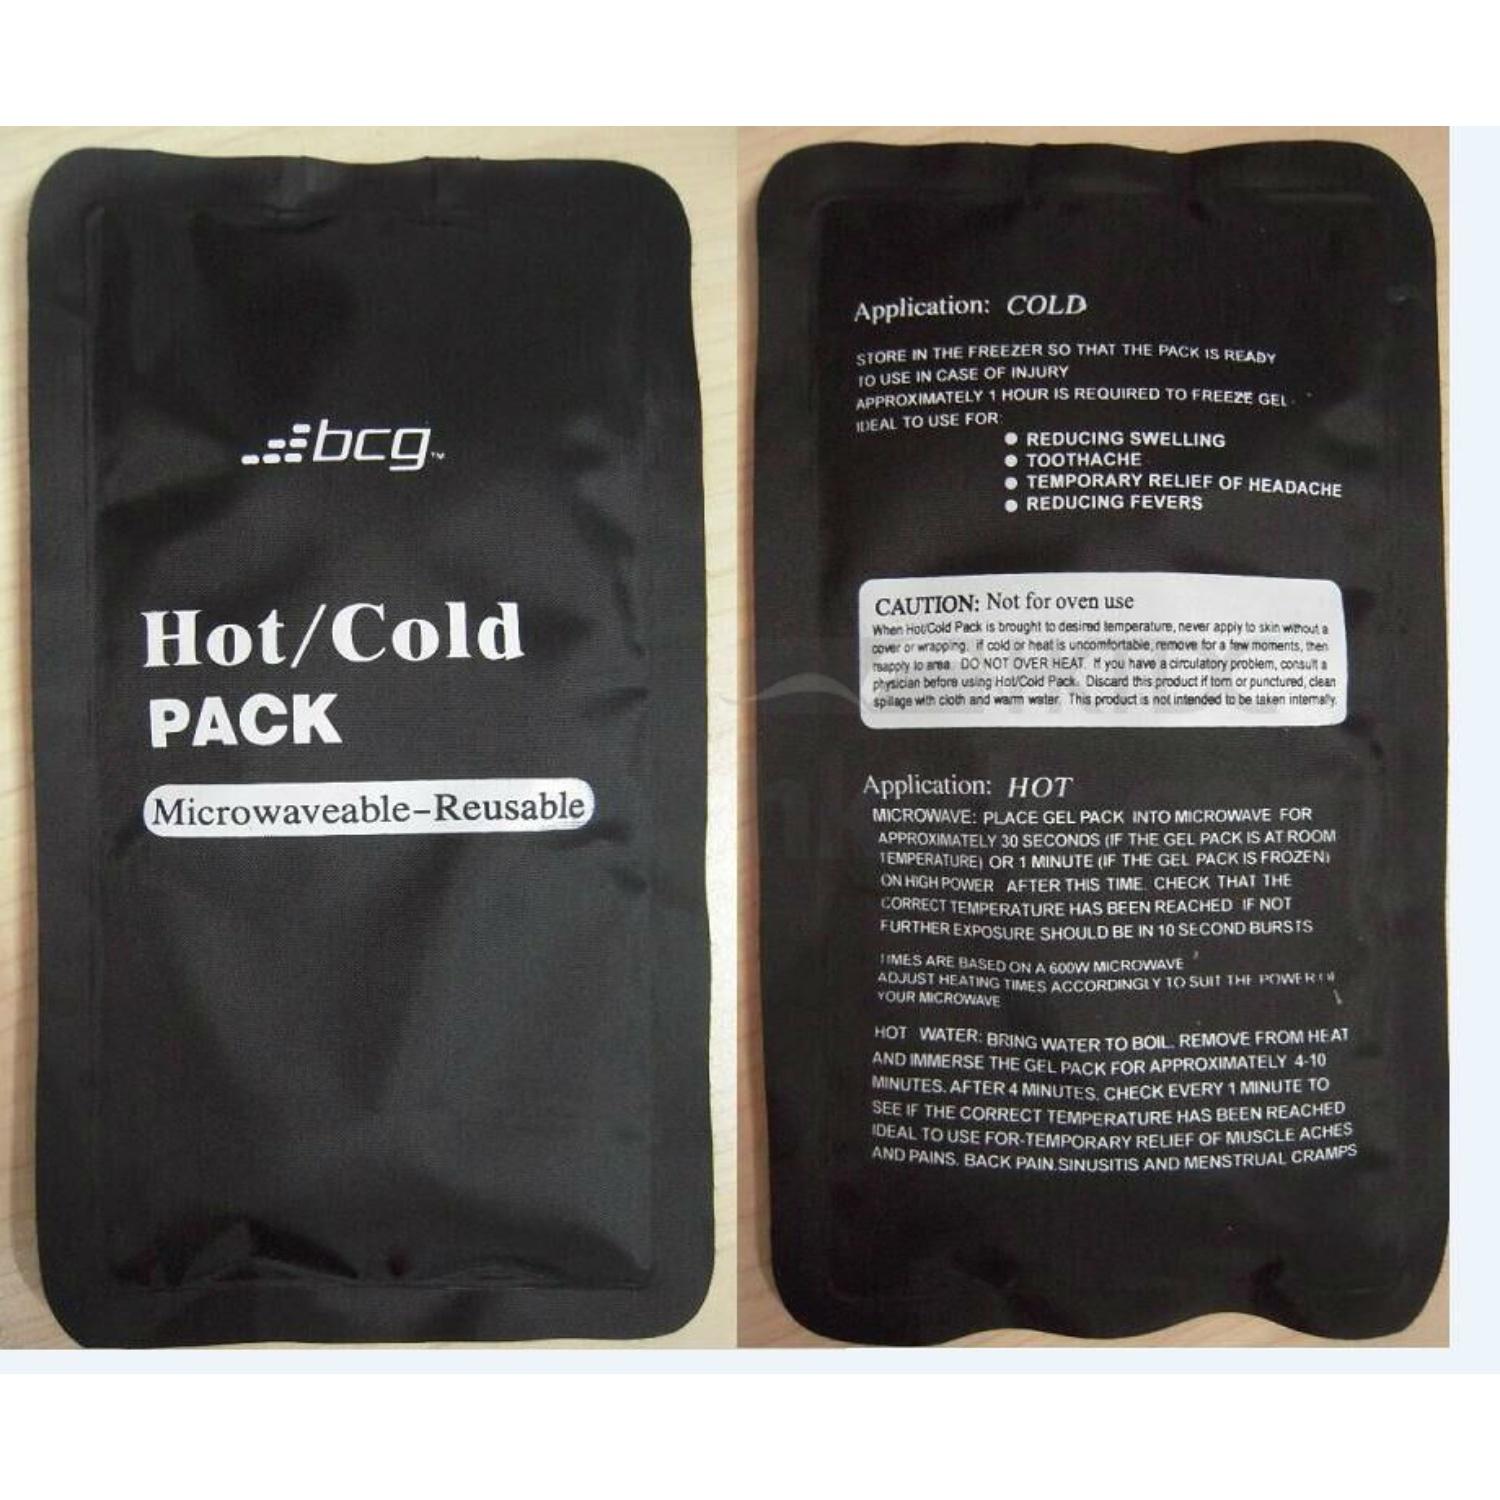 bcg™
Hot/Cold
PACK
Microwaveable-Reusable
Application: COLD
STORE IN THE FREEZER SO THAT THE PACK IS READY
TO USE IN CASE OF INJURY
APPROXIMATELY 1 HOUR IS REQUIRED TO FREEZE GEL
IDEAL TO USE FOR
● REDUCING SWELLING
● TOOTHACHE
● TEMPORARY RELIEF OF HEADACHE
● REDUCING FEVERS
CAUTION: Not for oven use
When Hot/Cold Pack is brought to desired temperature, never apply to skin without a
cover or wrapping. if cold or heat is uncomfortable, remove for a few moments, then
reapply to area. DO NOT OVER HEAT. If you have a circulatory problem, consult a
physician before using Hot/Cold Pack. Discard this product if torn or punctured, clean
spillage with cloth and warm water. This product is not intended to be taken internally.
Application: HOT
MICROWAVE: PLACE GEL PACK INTO MICROWAVE FOR
APPROXIMATELY 30 SECONDS (IF THE GEL PACK IS AT ROOM
TEMPERATURE) OR 1 MINUTE (IF THE GEL PACK IS FROZEN)
ON HIGH POWER AFTER THIS TIME. CHECK THAT THE
CORRECT TEMPERATURE HAS BEEN REACHED IF NOT
FURTHER EXPOSURE SHOULD BE IN 10 SECOND BURSTS
TIMES ARE BASED ON A 600W MICROWAVE
ADJUST HEATING TIMES ACCORDINGLY TO SUIT THE POWER OF
YOUR MICROWAVE
HOT WATER: BRING WATER TO BOIL. REMOVE FROM HEAT
AND IMMERSE THE GEL PACK FOR APPROXIMATELY 4-10
MINUTES. AFTER 4 MINUTES. CHECK EVERY 1 MINUTE TO
SEE IF THE CORRECT TEMPERATURE HAS BEEN REACHED
IDEAL TO USE FOR-TEMPORARY RELIEF OF MUSCLE ACHES
AND PAINS. BACK PAIN.SINUSITIS AND MENSTRUAL CRAMPS